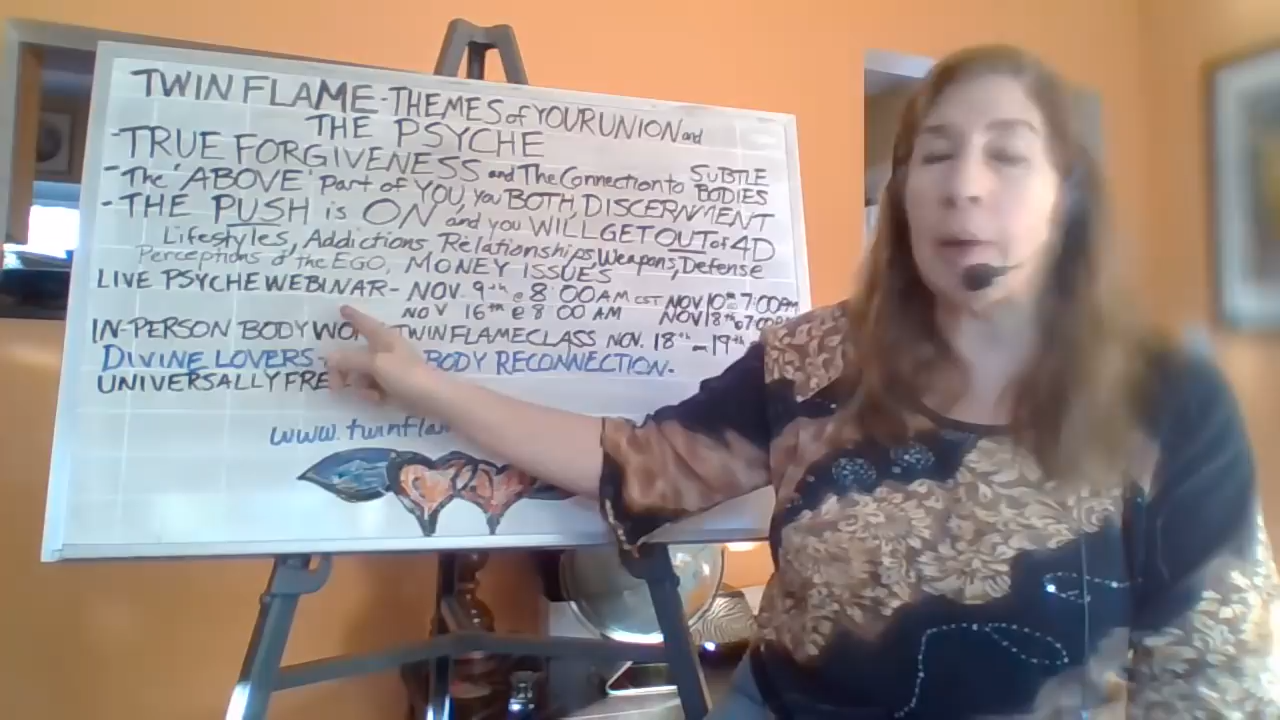 TWIN FLAME-THEMES of YOUR UNION and
THE PSYCHE
-TRUE FORGIVENESS and The Connection to SUBTLE BODIES
-The 'ABOVE' Part of YOU, You BOTH, DISCERNMENT
-THE PUSH is ON and you WILL GET OUT of 4D
Lifestyles, Addictions, Relationships, Weapons, Defense
Perceptions of the EGO, MONEY ISSUES
LIVE PSYCHE WEBINAR- NOV. 9th @ 8:00AM CST NOV 10th @ 7:00AM
NOV 16th @ 8:00 AM NOV 18th @ 7:00
IN-PERSON BODY TWIN FLAME CLASS NOV. 18th - 19th
DIVINE LOVERS- BODY RECONNECTION-
UNIVERSALLY
www.twinfla